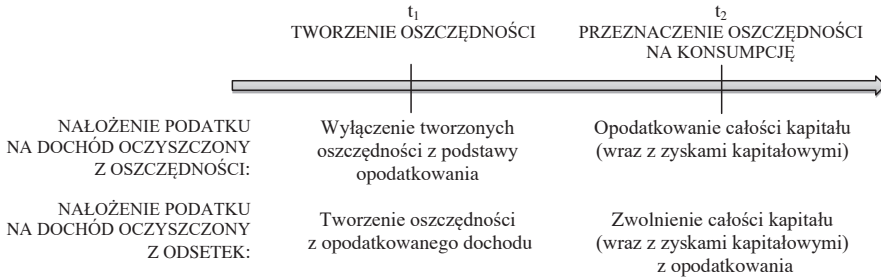 t₁
TWORZENIE OSZCZĘDNOŚCI
t₂
PRZEZNACZENIE OSZCZĘDNOŚCI
NA KONSUMPCJĘ
NAŁOŻENIE PODATKU
NA DOCHÓD OCZYSZCZONY
Z OSZCZĘDNOŚCI:
Wyłączenie tworzonych
oszczędności z podstawy
opodatkowania
Opodatkowanie całości kapitału
(wraz z zyskami kapitałowymi)
NAŁOŻENIE PODATKU
NA DOCHÓD OCZYSZCZONY
Z ODSETEK:
Tworzenie oszczędności
z opodatkowanego dochodu
Zwolnienie całości kapitału
(wraz z zyskami kapitałowymi)
z opodatkowania